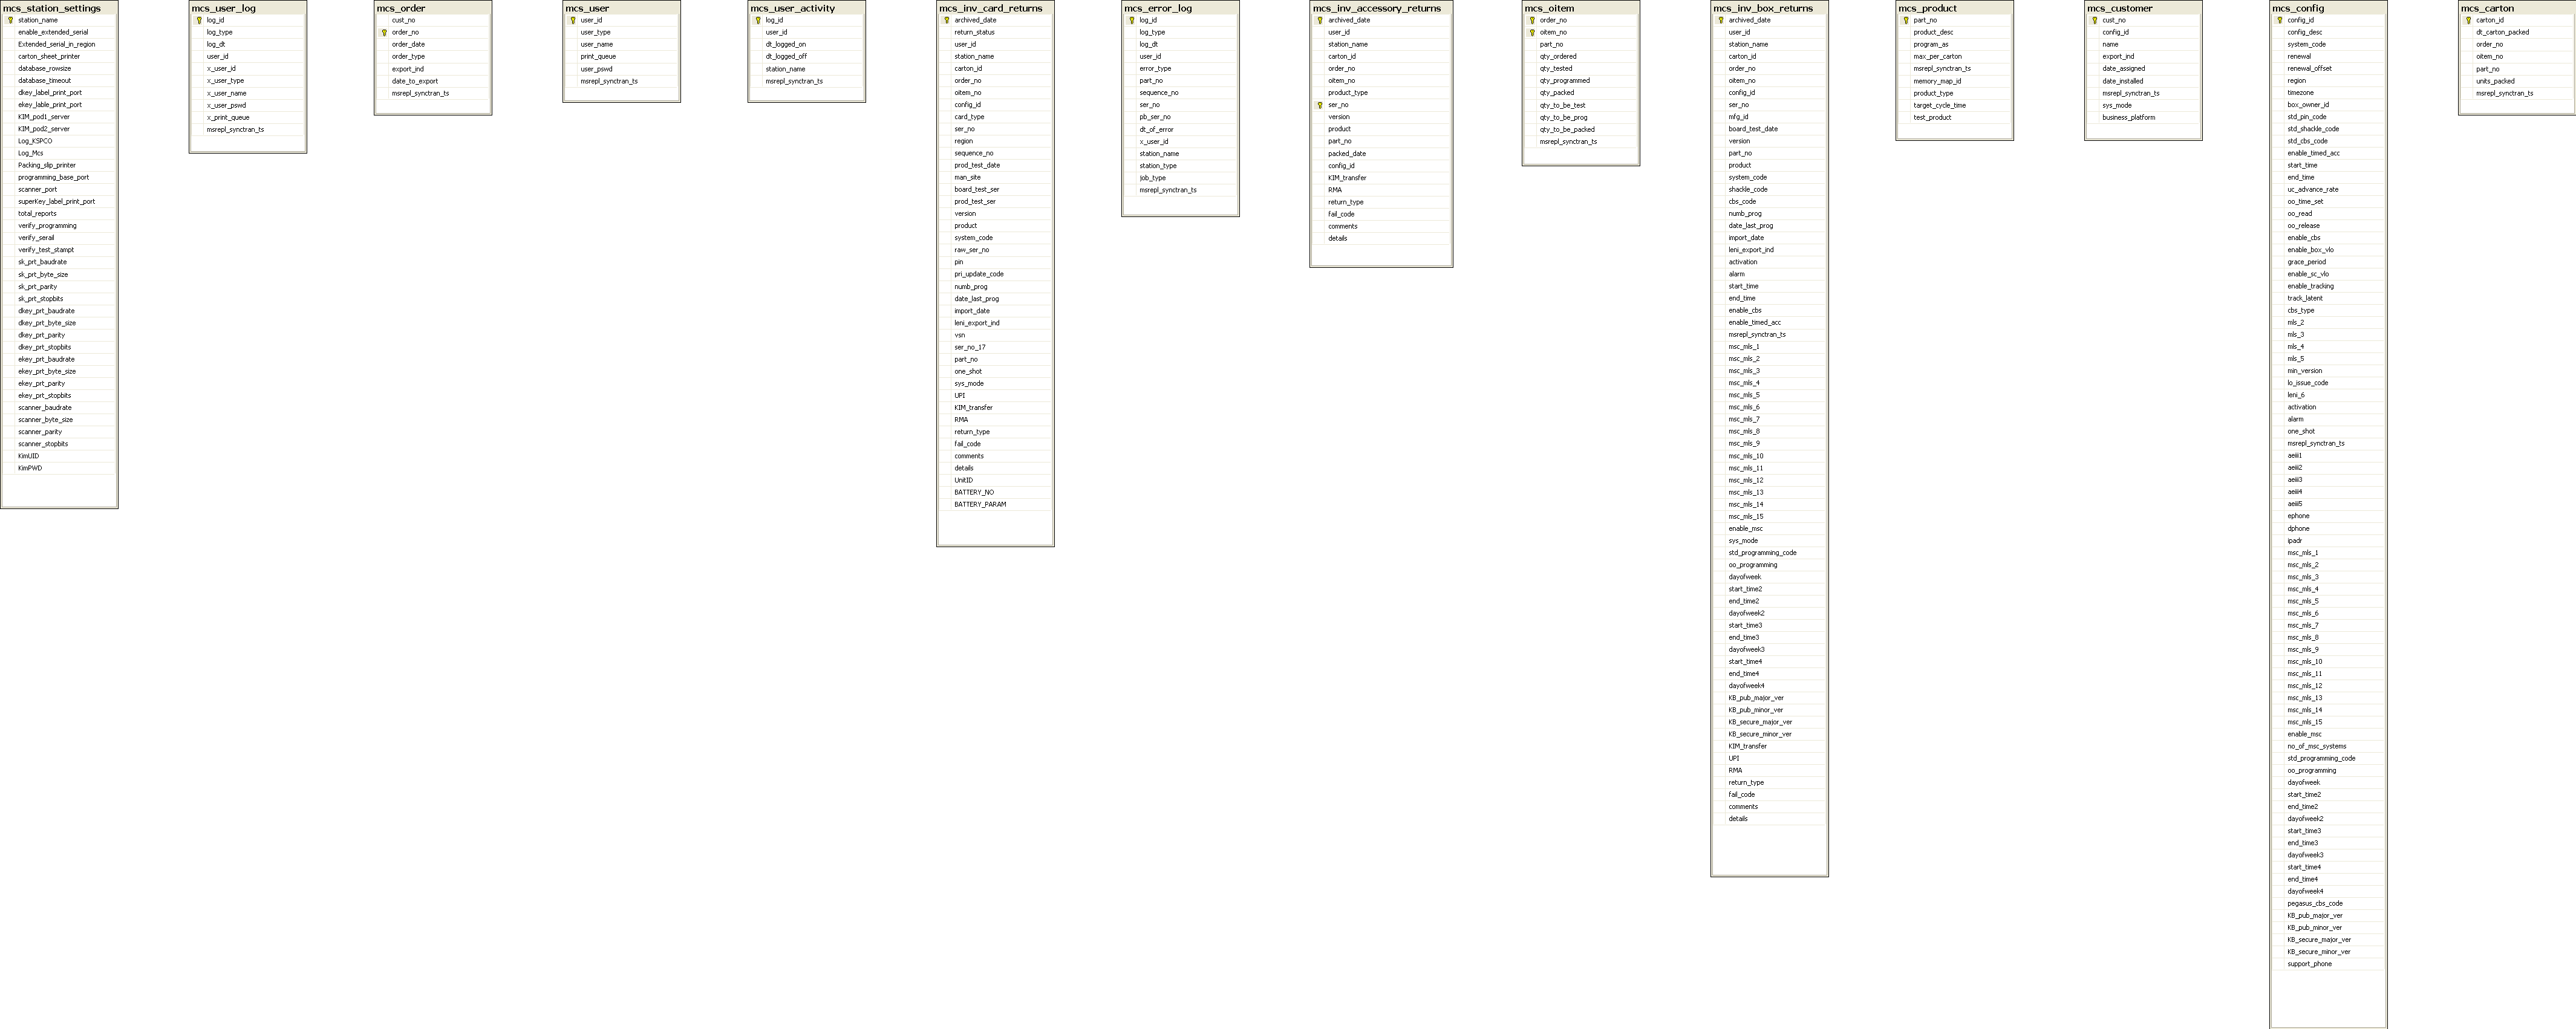 mcs_station_settings
station_name
enable_extended_serial
Extended_serial_in_region
carton_sheet_printer
database_rowsize
database_timeout
dkey_label_print_port
ekey_lable_print_port
KIM_pod1_server
KIM_pod2_server
Log_KSPCO
Log_Mcs
Packing_slip_printer
programming_base_port
scanner_port
superKey_label_print_port
total_reports
verify_programming
verify_serail
verify_test_stampt
sk_prt_baudrate
sk_prt_byte_size
sk_prt_parity
sk_prt_stopbits
dkey_prt_baudrate
dkey_prt_byte_size
dkey_prt_parity
dkey_prt_stopbits
ekey_prt_baudrate
ekey_prt_byte_size
ekey_prt_parity
ekey_prt_stopbits
scanner_baudrate
scanner_byte_size
scanner_parity
scanner_stopbits
KimUID
KimPWD
mcs_user_log
log_id
log_type
log_dt
user_id
x_user_id
x_user_type
x_user_name
x_user_pswd
x_print_queue
msrepl_synctran_ts
mcs_order
cust_no
order_no
order_date
order_type
export_ind
date_to_export
msrepl_synctran_ts
mcs_user
user_id
user_type
user_name
print_queue
user_pswd
msrepl_synctran_ts
mcs_user_activity
log_id
user_id
dt_logged_on
dt_logged_off
station_name
msrepl_synctran_ts
mcs_inv_card_returns
archived_date
return_status
user_id
station_name
carton_id
order_no
oitem_no
config_id
card_type
ser_no
region
sequence_no
prod_test_date
man_site
board_test_ser
prod_test_ser
version
product
system_code
raw_ser_no
pin
pri_update_code
numb_prog
date_last_prog
import_date
leni_export_ind
vsn
ser_no_17
part_no
one_shot
sys_mode
UPI
KIM_transfer
RMA
return_type
fail_code
comments
details
UnitID
BATTERY_NO
BATTERY_PARAM
mcs_error_log
log_id
log_type
log_dt
user_id
error_type
part_no
sequence_no
ser_no
pb_ser_no
dt_of_error
x_user_id
station_name
station_type
job_type
msrepl_synctran_ts
mcs_inv_accessory_returns
archived_date
user_id
station_name
carton_id
order_no
oitem_no
product_type
ser_no
version
product
part_no
packed_date
config_id
KIM_transfer
RMA
return_type
fail_code
comments
details
mcs_oitem
order_no
oitem_no
part_no
qty_ordered
qty_tested
qty_programmed
qty_packed
qty_to_be_test
qty_to_be_prog
qty_to_be_packed
msrepl_synctran_ts
mcs_inv_box_returns
archived_date
user_id
station_name
carton_id
order_no
oitem_no
config_id
ser_no
mfg_id
board_test_date
version
part_no
product
system_code
shackle_code
cbs_code
numb_prog
date_last_prog
import_date
leni_export_ind
activation
alarm
start_time
end_time
enable_cbs
enable_timed_acc
msrepl_synctran_ts
msc_mls_1
msc_mls_2
msc_mls_3
msc_mls_4
msc_mls_5
msc_mls_6
msc_mls_7
msc_mls_8
msc_mls_9
msc_mls_10
msc_mls_11
msc_mls_12
msc_mls_13
msc_mls_14
msc_mls_15
enable_msc
sys_mode
std_programming_code
oo_programming
dayofweek
start_time2
end_time2
dayofweek2
start_time3
end_time3
dayofweek3
start_time4
end_time4
dayofweek4
KB_pub_major_ver
KB_pub_minor_ver
KB_secure_major_ver
KB_secure_minor_ver
KIM_transfer
UPI
RMA
return_type
fail_code
comments
details
mcs_product
part_no
product_desc
program_as
max_per_carton
msrepl_synctran_ts
memory_map_id
product_type
target_cycle_time
test_product
mcs_customer
cust_no
config_id
name
export_ind
date_assigned
date_installed
msrepl_synctran_ts
sys_mode
business_platform
mcs_config
config_id
config_desc
system_code
renewal
renewal_offset
region
timezone
box_owner_id
std_pin_code
std_shackle_code
std_cbs_code
enable_timed_acc
start_time
end_time
uc_advance_rate
oo_time_set
oo_read
oo_release
enable_cbs
enable_box_vlo
grace_period
enable_sc_vlo
enable_tracking
track_latent
cbs_type
mls_2
mls_3
mls_4
mls_5
min_version
lo_issue_code
leni_6
activation
alarm
one_shot
msrepl_synctran_ts
aeiii1
aeiii2
aeiii3
aeiii4
aeiii5
ephone
dphone
ipadr
msc_mls_1
msc_mls_2
msc_mls_3
msc_mls_4
msc_mls_5
msc_mls_6
msc_mls_7
msc_mls_8
msc_mls_9
msc_mls_10
msc_mls_11
msc_mls_12
msc_mls_13
msc_mls_14
msc_mls_15
enable_msc
no_of_msc_systems
std_programming_code
oo_programming
dayofweek
start_time2
end_time2
dayofweek2
start_time3
end_time3
dayofweek3
start_time4
end_time4
dayofweek4
pegasus_cbs_code
KB_pub_major_ver
KB_pub_minor_ver
KB_secure_major_ver
KB_secure_minor_ver
support_phone
mcs_carton
carton_id
dt_carton_packed
order_no
oitem_no
part_no
units_packed
msrepl_synctran_ts